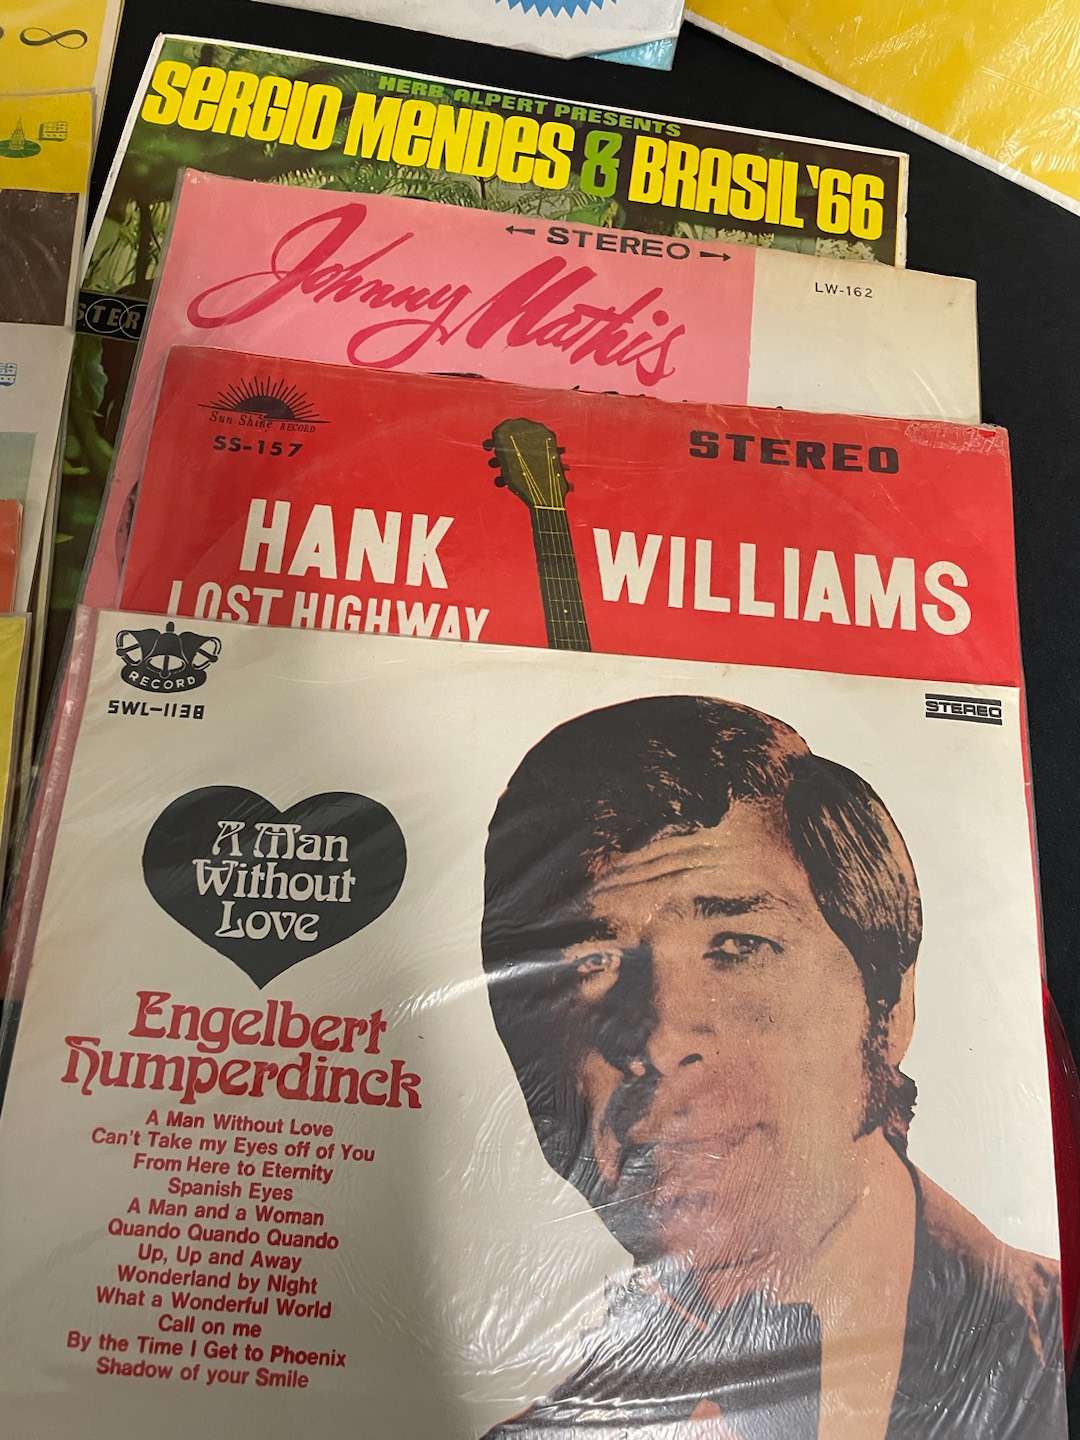 HERB ALPERT PRESENTS
SERGIO MENDES & BRASIL '66
STER
← STEREO →
Johnny Mathis
LW-162
Sun Shine RECORD
SS-157
STEREO
HANK WILLIAMS
LOST HIGHWAY
RECORD
SWL-1138
STEREO
A Man
Without
Love
Engelbert
Humperdinck
A Man Without Love
Can't Take my Eyes off of You
From Here to Eternity
Spanish Eyes
A Man and a Woman
Quando Quando Quando
Up, Up and Away
Wonderland by Night
What a Wonderful World
Call on me
By the Time I Get to Phoenix
Shadow of your Smile